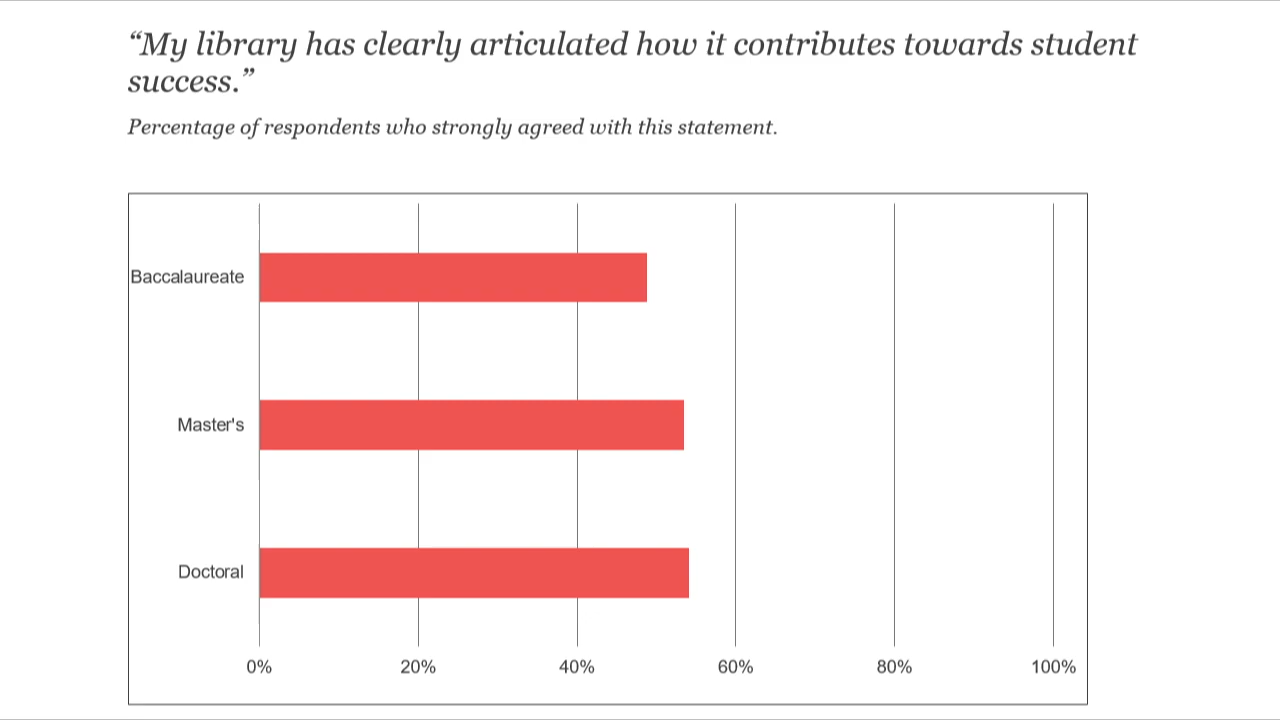 “My library has clearly articulated how it contributes towards student
success.”
Percentage of respondents who strongly agreed with this statement.
Baccalaureate
Master's
Doctoral
0% 20% 40% 60% 80% 100%